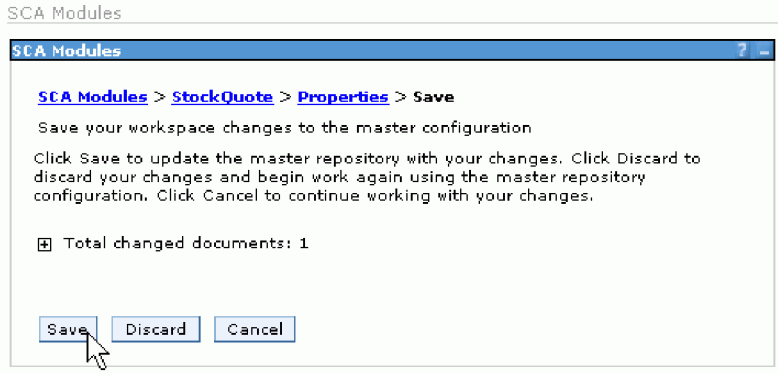 SCA Modules
SCA Modules ? –
SCA Modules > StockQuote > Properties > Save
Save your workspace changes to the master configuration
Click Save to update the master repository with your changes. Click Discard to
discard your changes and begin work again using the master repository
configuration. Click Cancel to continue working with your changes.
Total changed documents: 1
Save Discard Cancel